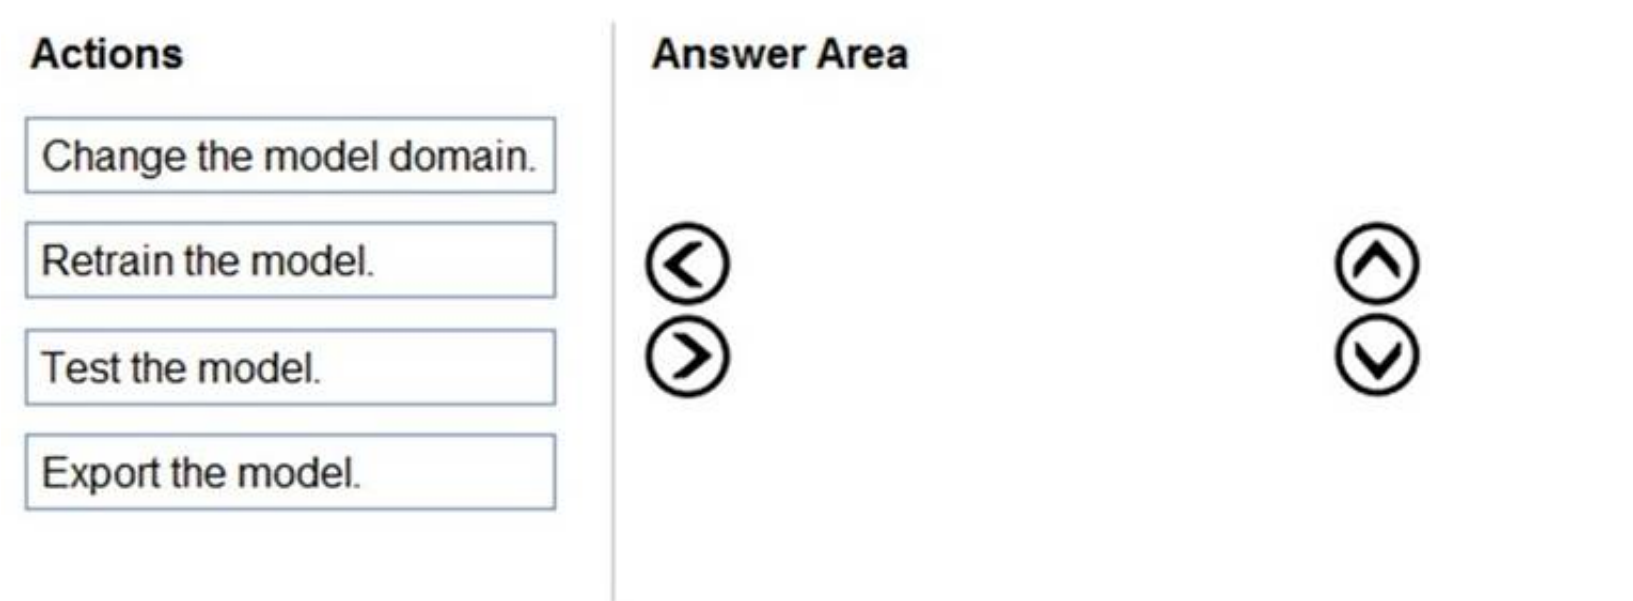 Actions
Answer Area
Change the model domain.
Retrain the model.
Test the model.
Export the model.